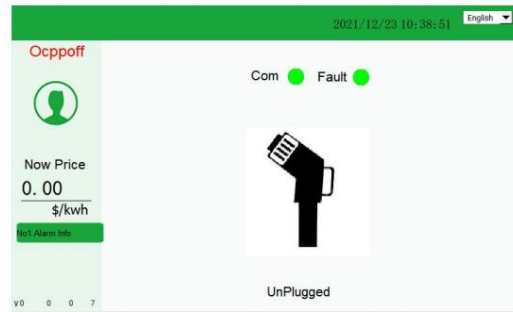 2021/12/23 10:38:51 English
Ocppoff
Com Fault
Now Price
0.00
$/kwh
No1 Alarm Info
UnPlugged
V0 0 0 7